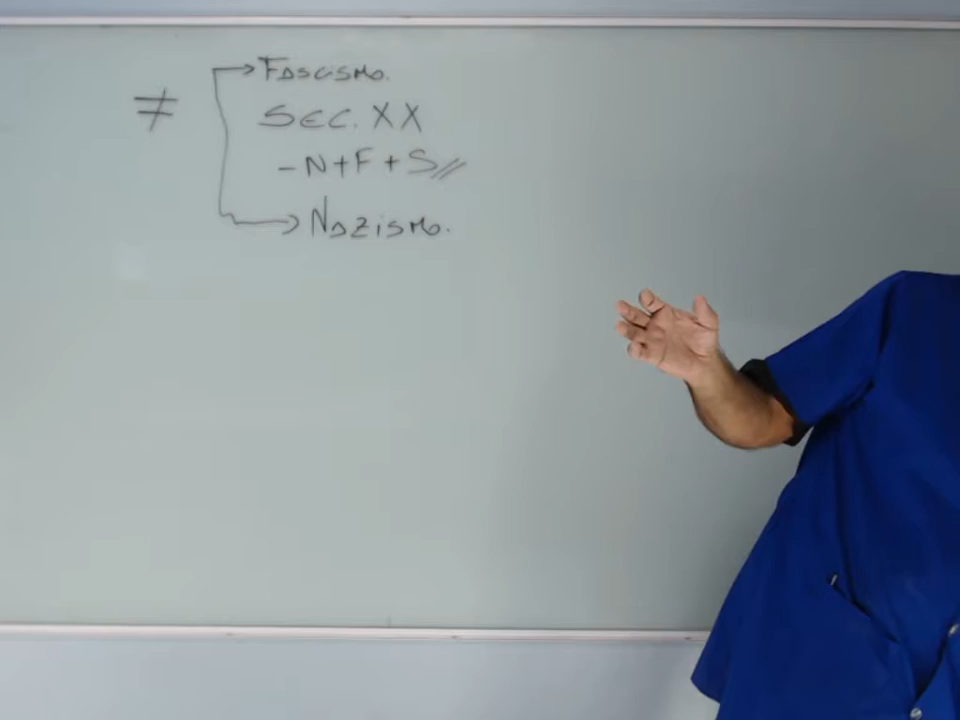 → Fascismo.
≠ SEC. XX
- N + F + S //
→ Nazismo.